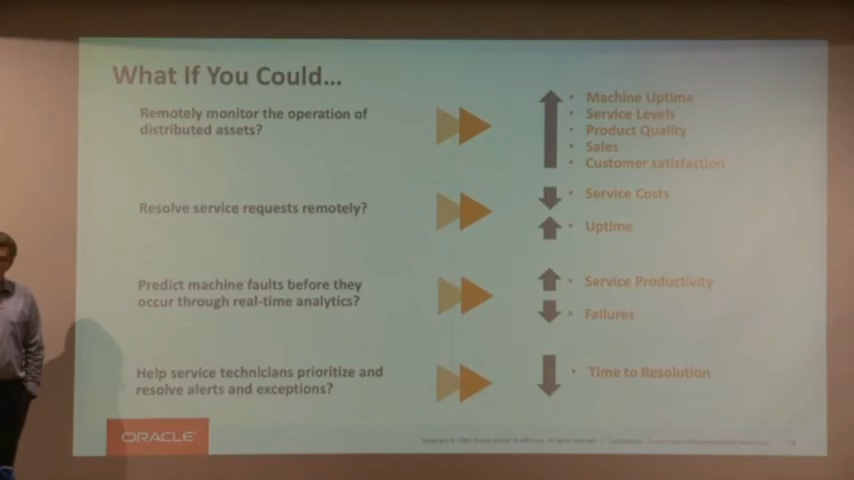 What If You Could...
Remotely monitor the operation of
distributed assets?
• Machine Uptime
• Service Levels
• Product Quality
• Sales
• Customer satisfaction
Resolve service requests remotely?
• Service Costs
• Uptime
Predict machine faults before they
occur through real-time analytics?
• Service Productivity
• Failures
Help service technicians prioritize and
resolve alerts and exceptions?
• Time to Resolution
ORACLE